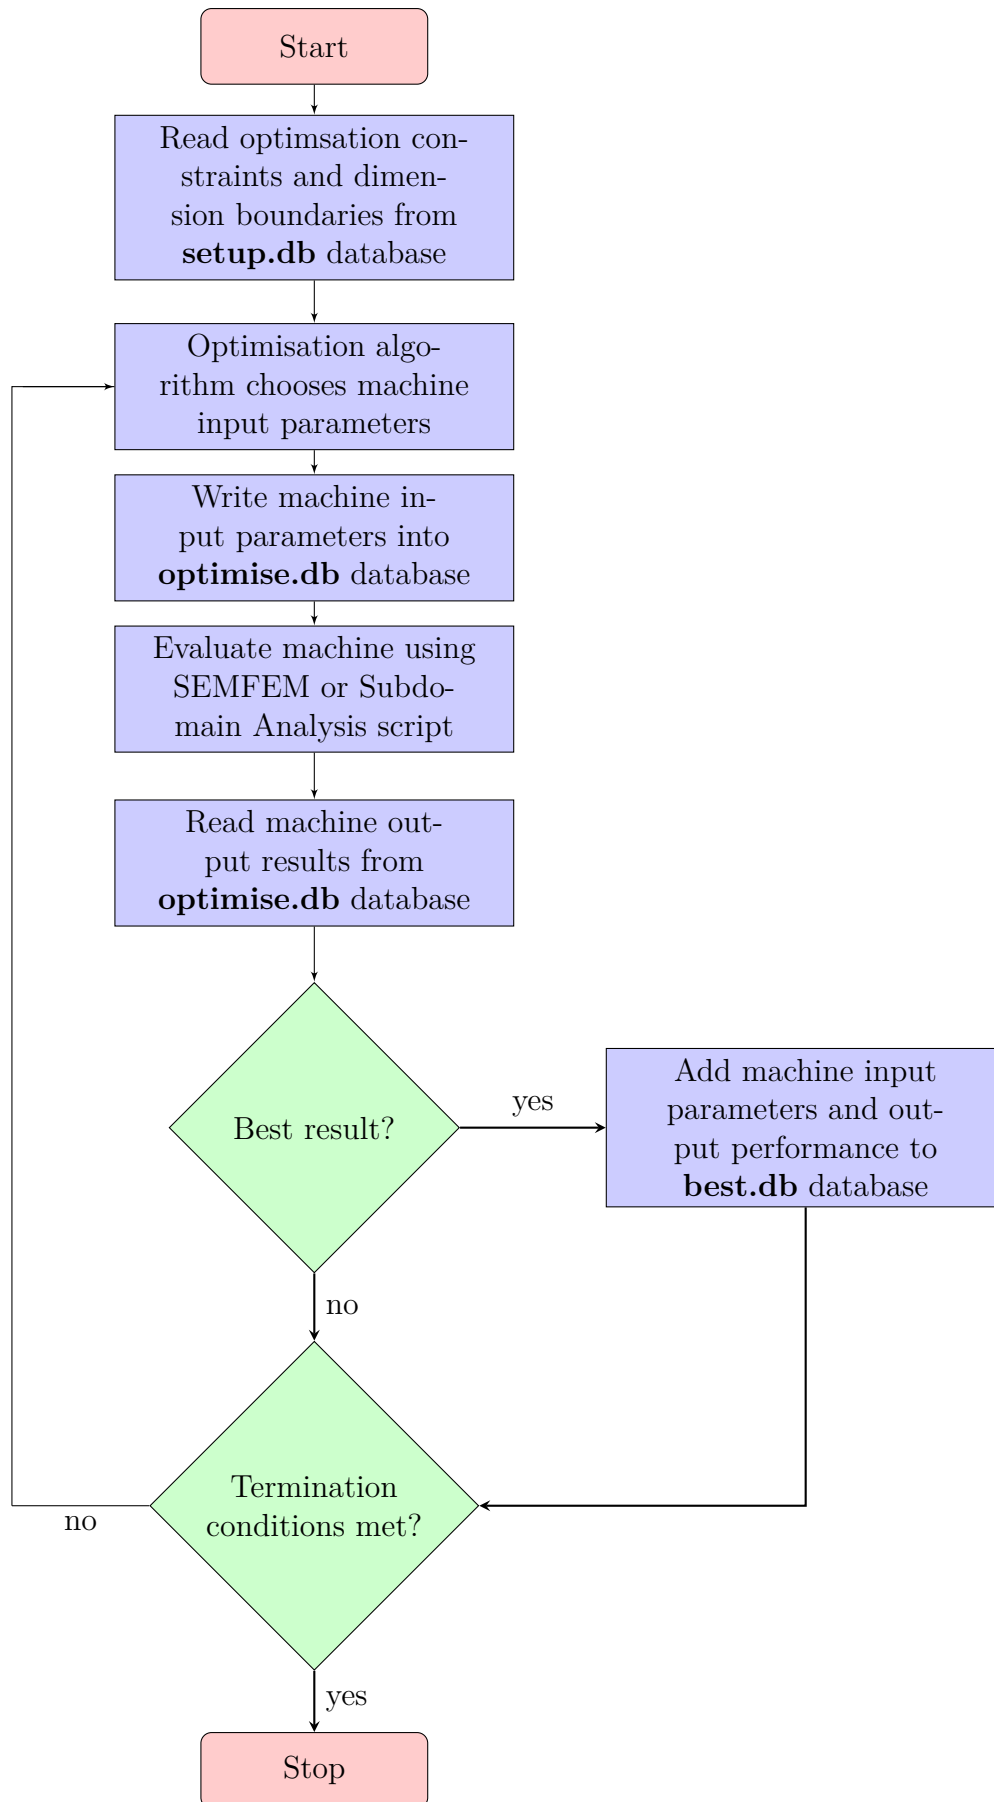 Start
Read optimsation con-
straints and dimen-
sion boundaries from
setup.db database
Optimisation algo-
rithm chooses machine
input parameters
Write machine in-
put parameters into
optimise.db database
Evaluate machine using
SEMFEM or Subdo-
main Analysis script
Read machine out-
put results from
optimise.db database
Best result?
yes
Add machine input
parameters and out-
put performance to
best.db database
no
Termination
conditions met?
no
yes
Stop